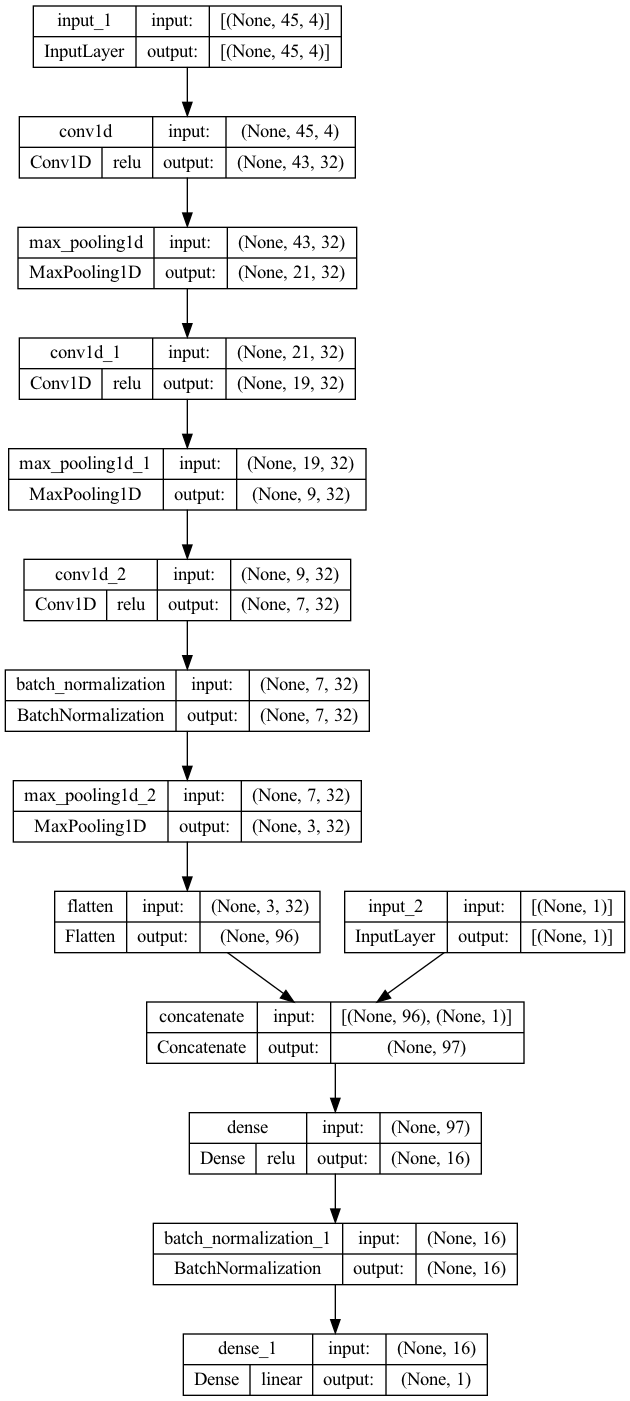 input_1 input: [(None, 45, 4)]
InputLayer output: [(None, 45, 4)]
conv1d input: (None, 45, 4)
Conv1D relu output: (None, 43, 32)
max_pooling1d input: (None, 43, 32)
MaxPooling1D output: (None, 21, 32)
conv1d_1 input: (None, 21, 32)
Conv1D relu output: (None, 19, 32)
max_pooling1d_1 input: (None, 19, 32)
MaxPooling1D output: (None, 9, 32)
conv1d_2 input: (None, 9, 32)
Conv1D relu output: (None, 7, 32)
batch_normalization input: (None, 7, 32)
BatchNormalization output: (None, 7, 32)
max_pooling1d_2 input: (None, 7, 32)
MaxPooling1D output: (None, 3, 32)
flatten input: (None, 3, 32)
Flatten output: (None, 96)
input_2 input: [(None, 1)]
InputLayer output: [(None, 1)]
concatenate input: [(None, 96), (None, 1)]
Concatenate output: (None, 97)
dense input: (None, 97)
Dense relu output: (None, 16)
batch_normalization_1 input: (None, 16)
BatchNormalization output: (None, 16)
dense_1 input: (None, 16)
Dense linear output: (None, 1)